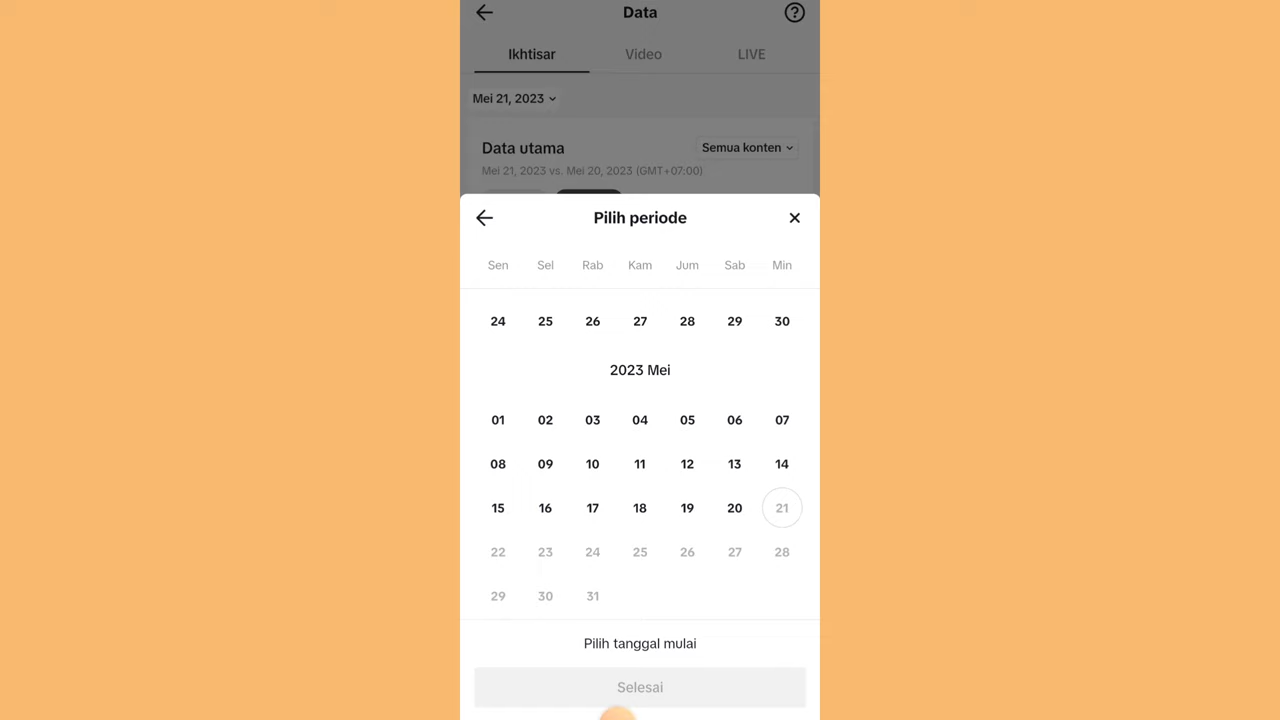 Data
Ikhtisar Video LIVE
Mei 21, 2023
Data utama Semua konten
Mei 21, 2023 vs. Mei 20, 2023 (GMT+07:00)
Pilih periode
Sen Sel Rab Kam Jum Sab Min
24 25 26 27 28 29 30
2023 Mei
01 02 03 04 05 06 07
08 09 10 11 12 13 14
15 16 17 18 19 20 21
22 23 24 25 26 27 28
29 30 31
Pilih tanggal mulai
Selesai